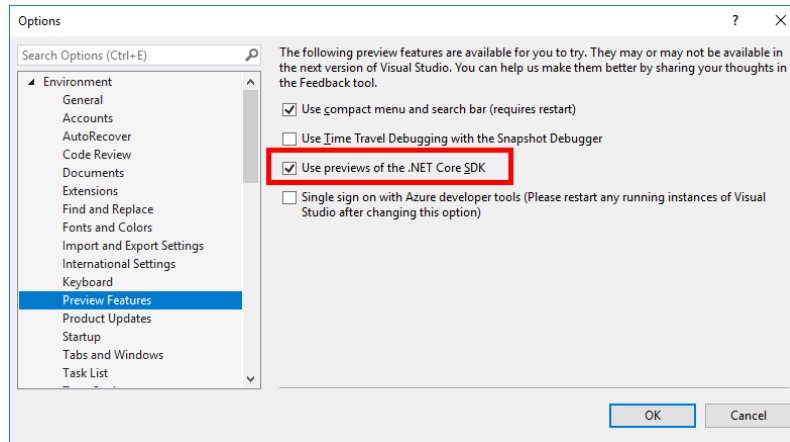 Options
?
Search Options (Ctrl+E)
Environment
General
Accounts
AutoRecover
Code Review
Documents
Extensions
Find and Replace
Fonts and Colors
Import and Export Settings
International Settings
Keyboard
Preview Features
Product Updates
Startup
Tabs and Windows
Task List
The following preview features are available for you to try. They may or may not be available in
the next version of Visual Studio. You can help us make them better by sharing your thoughts in
the Feedback tool.
Use compact menu and search bar (requires restart)
Use Time Travel Debugging with the Snapshot Debugger
Use previews of the .NET Core SDK
Single sign on with Azure developer tools (Please restart any running instances of Visual
Studio after changing this option)
OK
Cancel